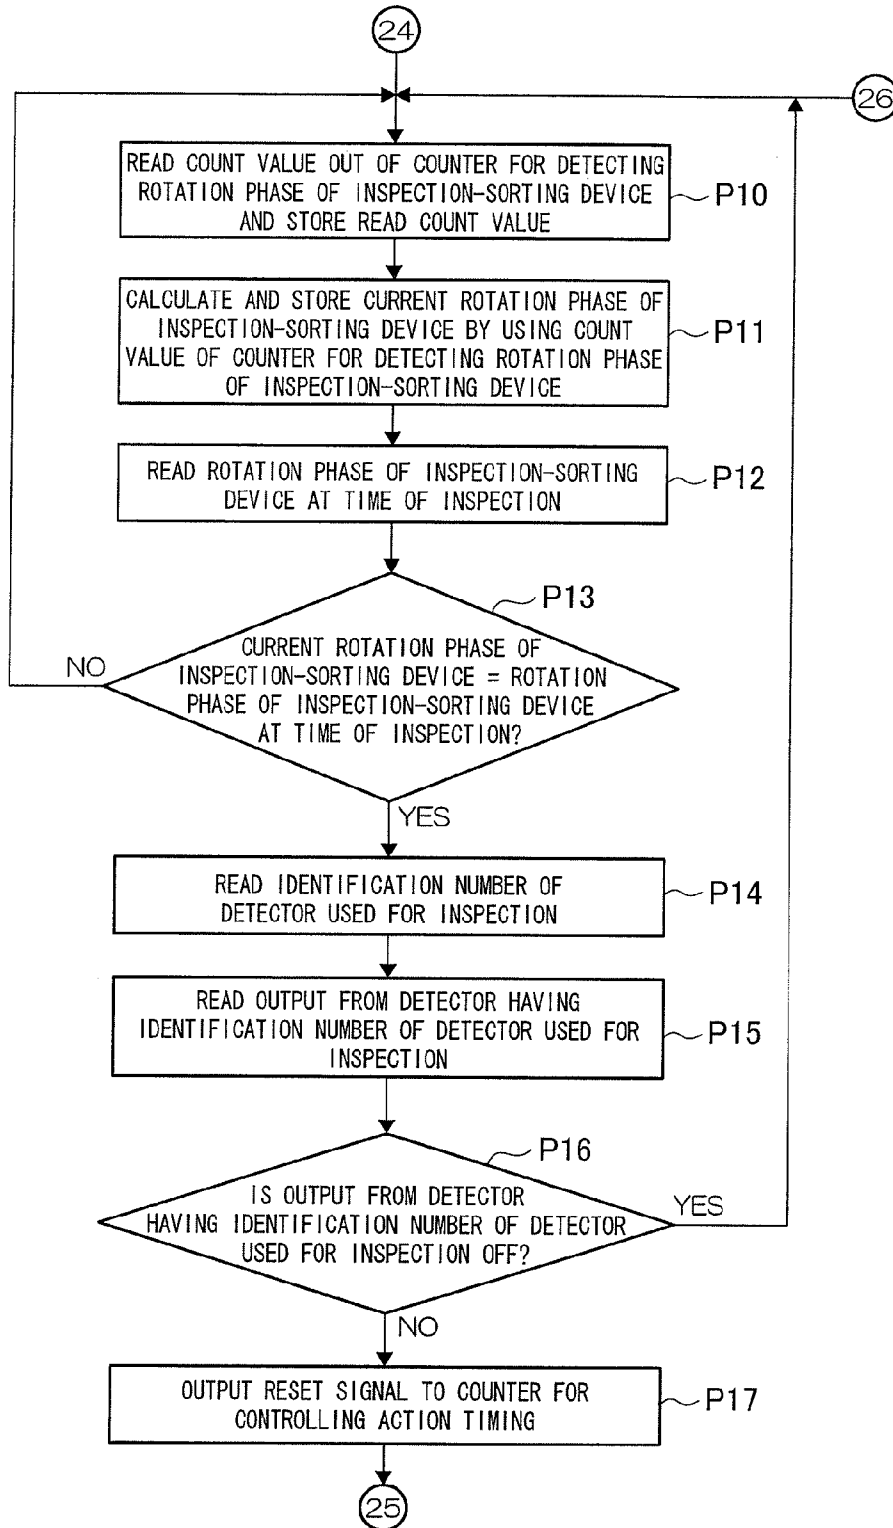 24
26
READ COUNT VALUE OUT OF COUNTER FOR DETECTING
ROTATION PHASE OF INSPECTION-SORTING DEVICE
AND STORE READ COUNT VALUE
P10
CALCULATE AND STORE CURRENT ROTATION PHASE OF
INSPECTION-SORTING DEVICE BY USING COUNT
VALUE OF COUNTER FOR DETECTING ROTATION PHASE
OF INSPECTION-SORTING DEVICE
P11
READ ROTATION PHASE OF INSPECTION-SORTING
DEVICE AT TIME OF INSPECTION
P12
P13
CURRENT ROTATION PHASE OF
INSPECTION-SORTING DEVICE = ROTATION
PHASE OF INSPECTION-SORTING DEVICE
AT TIME OF INSPECTION?
NO
YES
READ IDENTIFICATION NUMBER OF
DETECTOR USED FOR INSPECTION
P14
READ OUTPUT FROM DETECTOR HAVING
IDENTIFICATION NUMBER OF DETECTOR USED FOR
INSPECTION
P15
P16
IS OUTPUT FROM DETECTOR
HAVING IDENTIFICATION NUMBER OF DETECTOR
USED FOR INSPECTION OFF?
YES
NO
OUTPUT RESET SIGNAL TO COUNTER FOR
CONTROLLING ACTION TIMING
P17
25